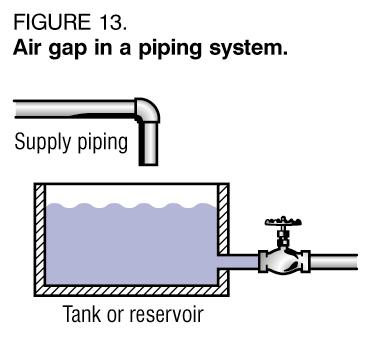 FIGURE 13.
Air gap in a piping system.
Supply piping
Tank or reservoir